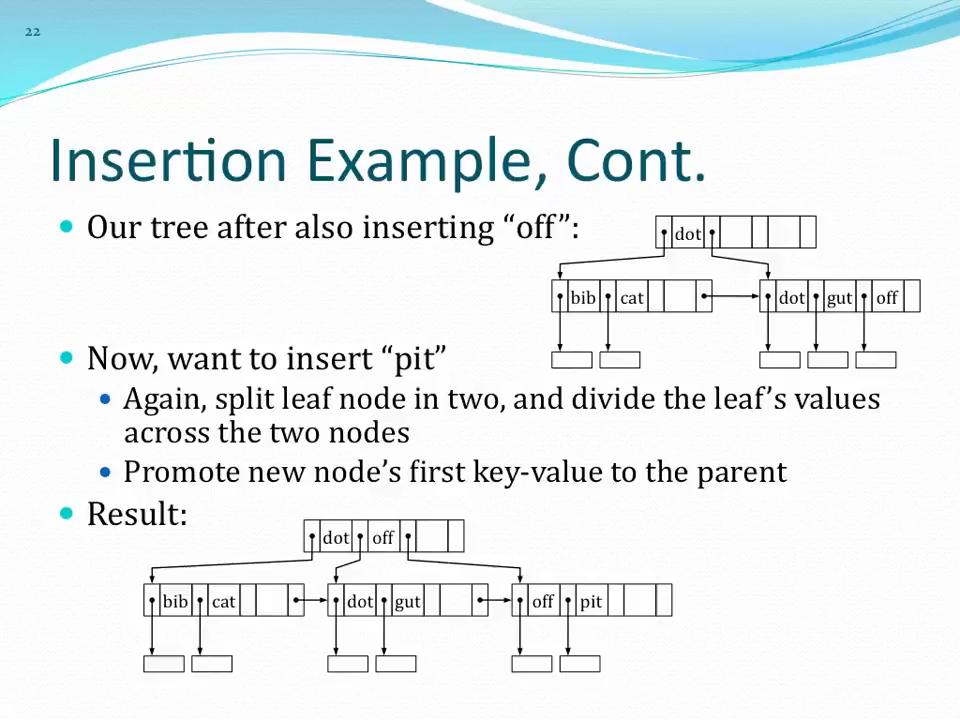 22
Insertion Example, Cont.
• Our tree after also inserting “off”:
dot
bib cat dot gut off
• Now, want to insert “pit”
• Again, split leaf node in two, and divide the leaf’s values
across the two nodes
• Promote new node’s first key-value to the parent
• Result:
dot off
bib cat dot gut off pit